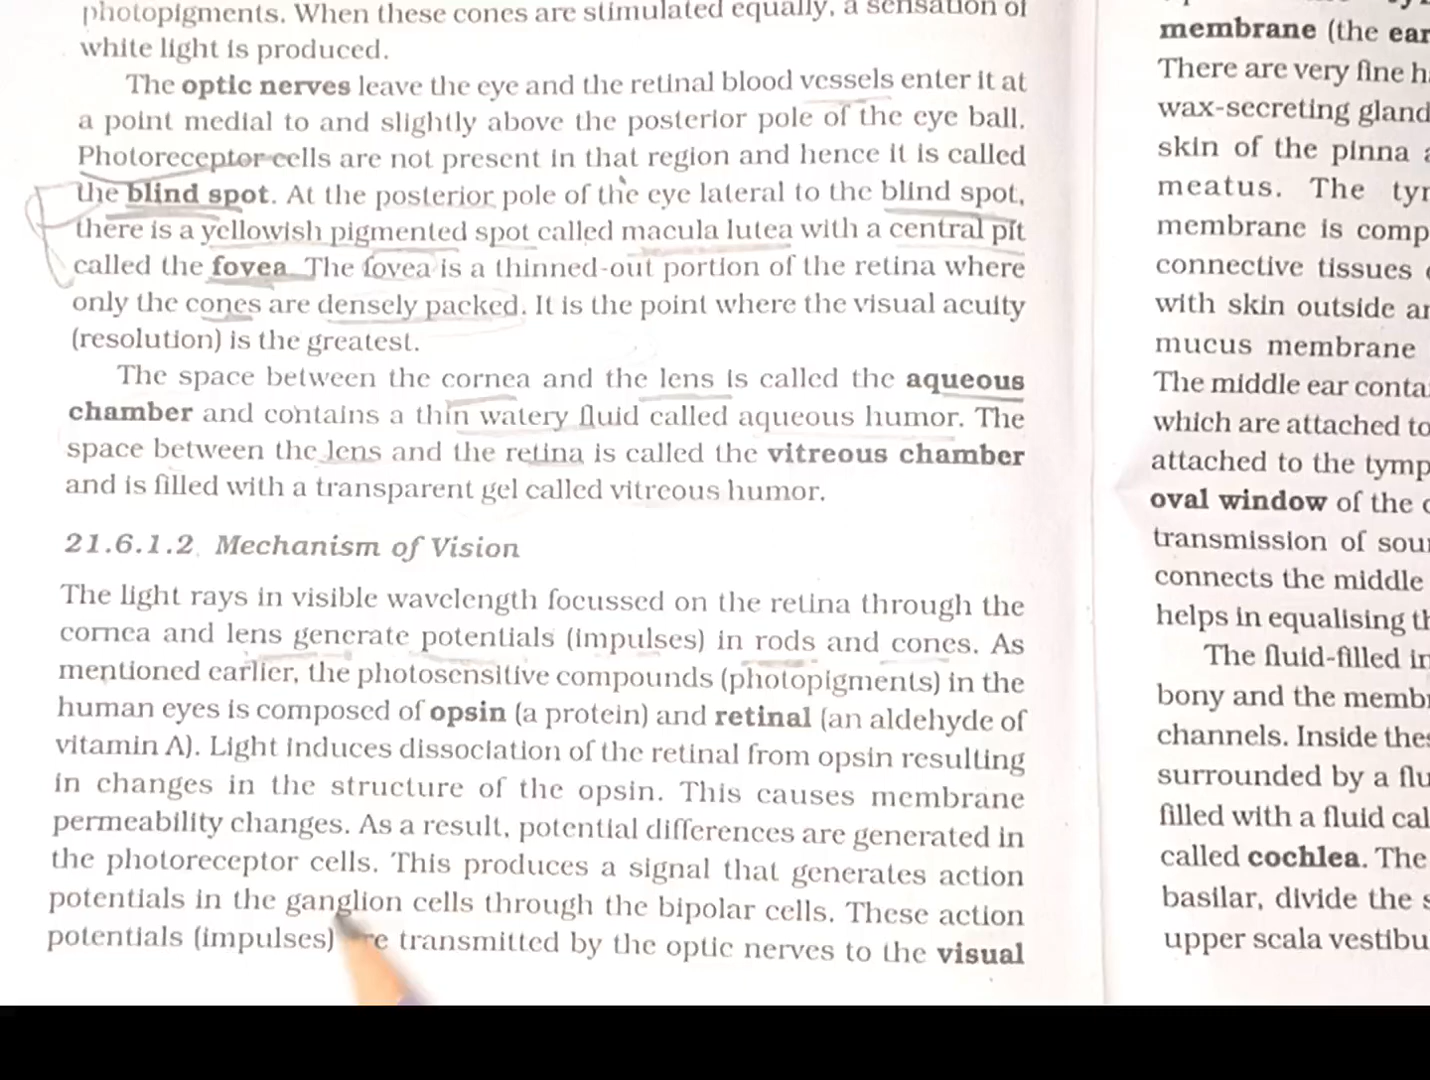 photopigments. When these cones are stimulated equally, a sensation of
white light is produced.
The optic nerves leave the eye and the retinal blood vessels enter it at
a point medial to and slightly above the posterior pole of the eye ball.
Photoreceptor cells are not present in that region and hence it is called
the blind spot. At the posterior pole of the eye lateral to the blind spot,
there is a yellowish pigmented spot called macula lutea with a central pit
called the fovea. The fovea is a thinned-out portion of the retina where
only the cones are densely packed. It is the point where the visual acuity
(resolution) is the greatest.
The space between the cornea and the lens is called the aqueous
chamber and contains a thin watery fluid called aqueous humor. The
space between the lens and the retina is called the vitreous chamber
and is filled with a transparent gel called vitreous humor.
21.6.1.2 Mechanism of Vision
The light rays in visible wavelength focussed on the retina through the
cornea and lens generate potentials (impulses) in rods and cones. As
mentioned earlier, the photosensitive compounds (photopigments) in the
human eyes is composed of opsin (a protein) and retinal (an aldehyde of
vitamin A). Light induces dissociation of the retinal from opsin resulting
in changes in the structure of the opsin. This causes membrane
permeability changes. As a result, potential differences are generated in
the photoreceptor cells. This produces a signal that generates action
potentials in the ganglion cells through the bipolar cells. These action
potentials (impulses) transmitted by the optic nerves to the visual
membrane (the ear
There are very fine h
wax-secreting gland
skin of the pinna a
meatus. The tyr
membrane is comp
connective tissues
with skin outside ar
mucus membrane
The middle ear conta
which are attached to
attached to the tymp
oval window of the
transmission of sou
connects the middle
helps in equalising th
The fluid-filled in
bony and the memb
channels. Inside thes
surrounded by a flu
filled with a fluid cal
called cochlea. The
basilar, divide the s
upper scala vestibu